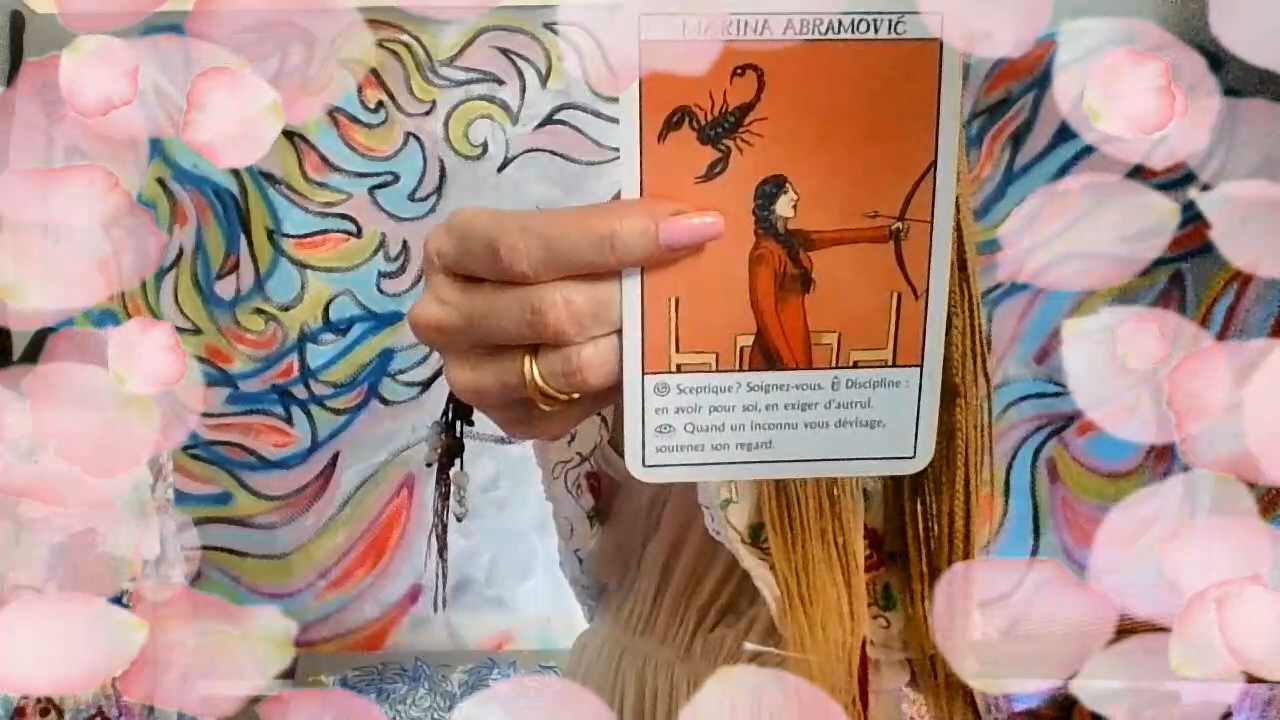 MARINA ABRAMOVIĆ
Sceptique? Soignez-vous. Discipline :
en avoir pour soi, en exiger d'autrui.
Quand un inconnu vous dévisage,
soutenez son regard.